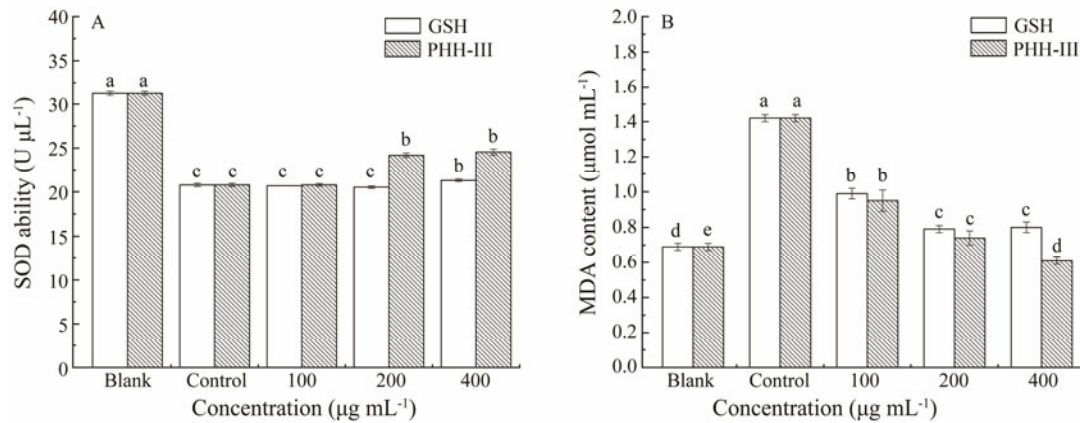 A
GSH
PHH-III
SOD ability (U μL⁻¹)
40
35
30
25
20
15
10
5
0
a a
c c
c c
c b
b b
Blank Control 100 200 400
Concentration (μg mL⁻¹)
B
GSH
PHH-III
MDA content (μmol mL⁻¹)
2.0
1.8
1.6
1.4
1.2
1.0
0.8
0.6
0.4
0.2
0.0
d e
a a
b b
c c
c d
Blank Control 100 200 400
Concentration (μg mL⁻¹)